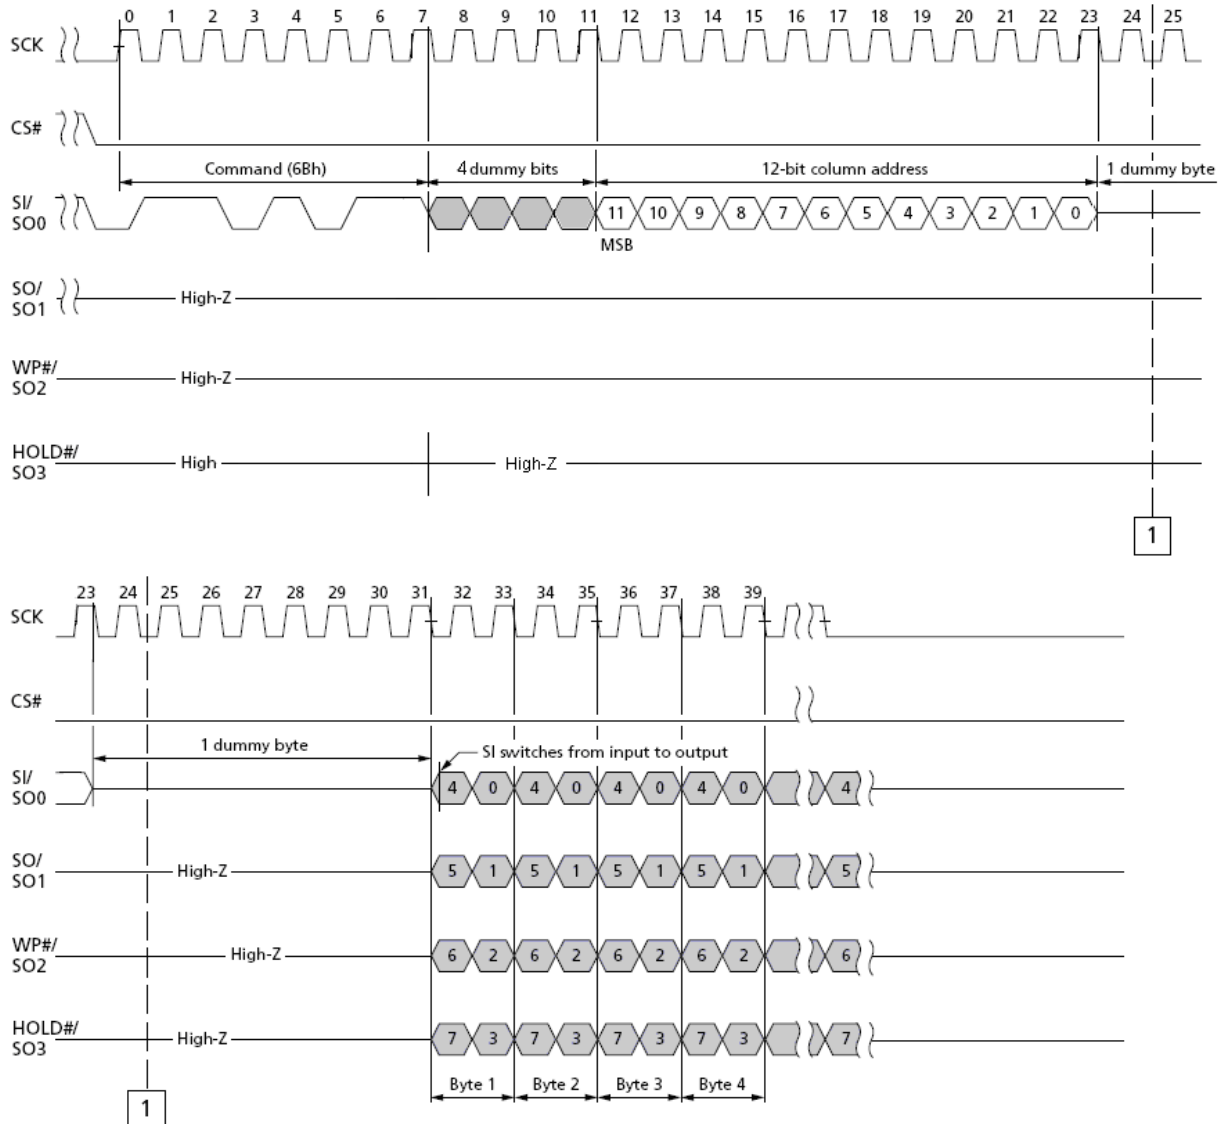 0 1 2 3 4 5 6 7 8 9 10 11 12 13 14 15 16 17 18 19 20 21 22 23 24 25
SCK
CS#
Command (6Bh) 4 dummy bits 12-bit column address 1 dummy byte
SI/
SO0
11 10 9 8 7 6 5 4 3 2 1 0
MSB
SO/
SO1
High-Z
WP#/
SO2
High-Z
HOLD#/
SO3
High High-Z
1
23 24 25 26 27 28 29 30 31 32 33 34 35 36 37 38 39
SCK
CS#
1 dummy byte
SI switches from input to output
SI/
SO0
4 0 4 0 4 0 4 0 4
SO/
SO1
High-Z 5 1 5 1 5 1 5 1 5
WP#/
SO2
High-Z 6 2 6 2 6 2 6 2 6
HOLD#/
SO3
High-Z 7 3 7 3 7 3 7 3 7
Byte 1 Byte 2 Byte 3 Byte 4
1